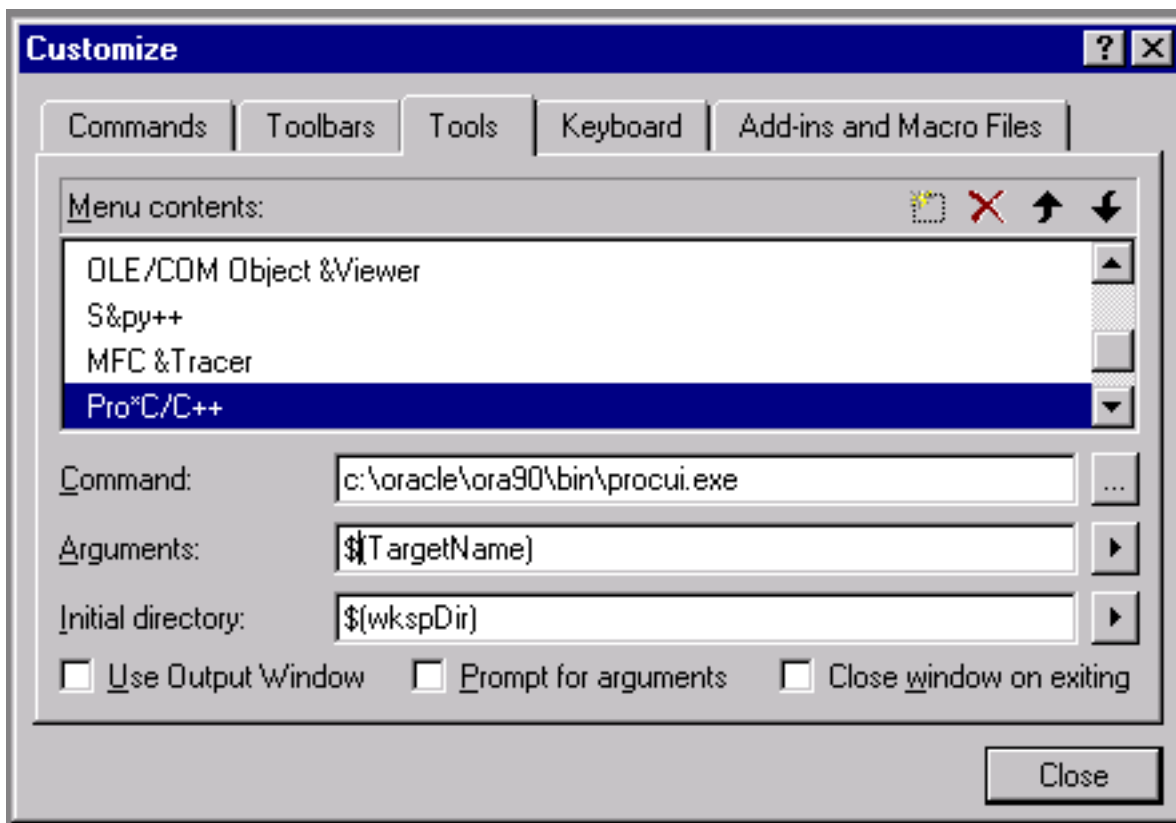 Customize
Commands Toolbars Tools Keyboard Add-ins and Macro Files
Menu contents:
OLE/COM Object &Viewer
S&py++
MFC &Tracer
Pro*C/C++
Command: c:\oracle\ora90\bin\procui.exe ...
Arguments: $(TargetName)
Initial directory: $(wkspDir)
Use Output Window Prompt for arguments Close window on exiting
Close